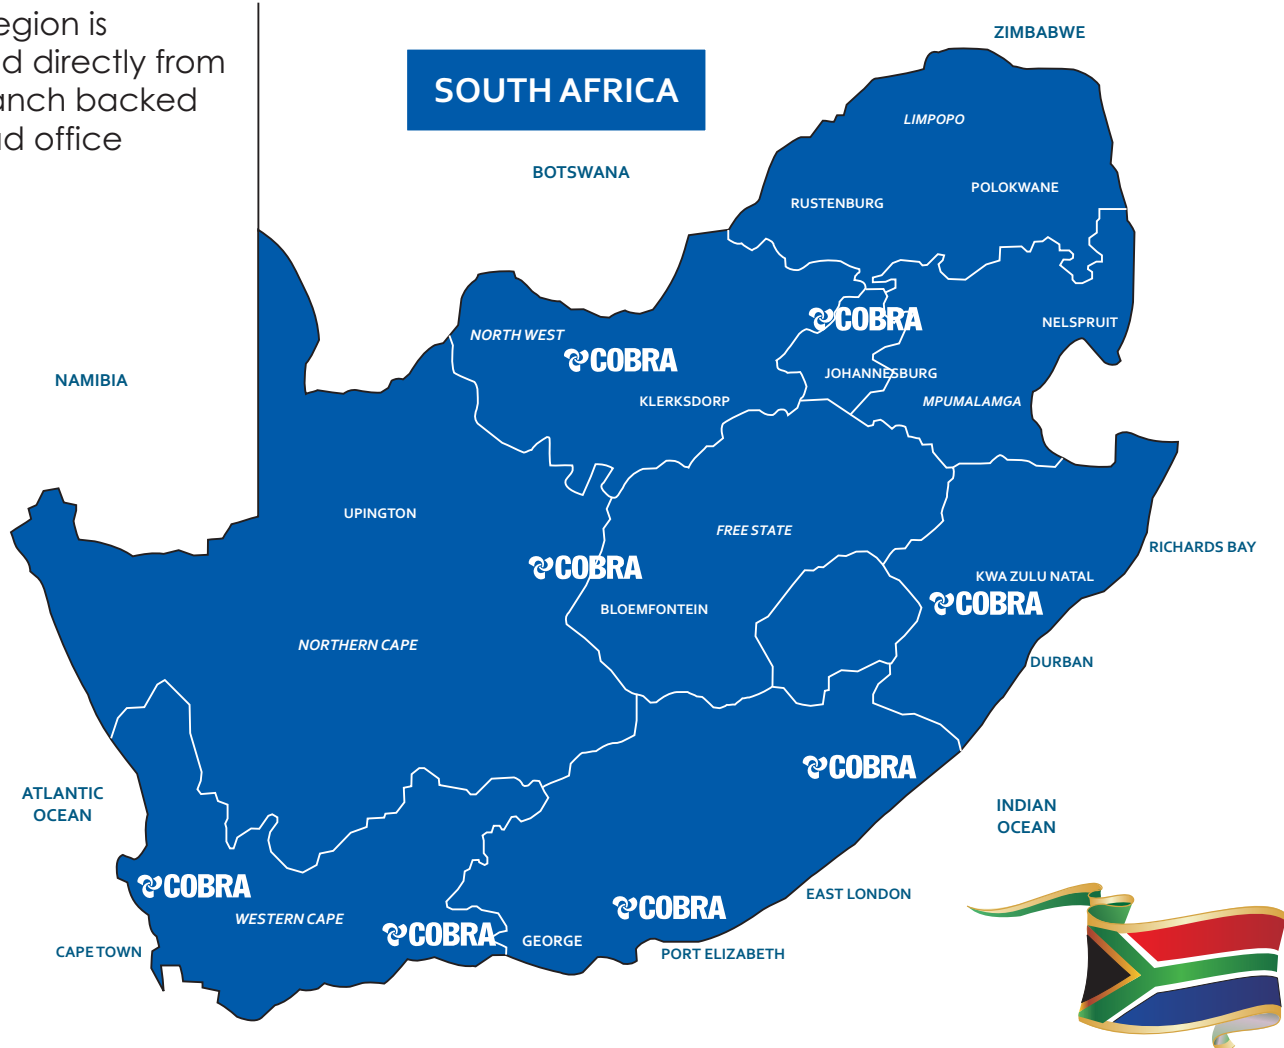 egion is
d directly from
anch backed
ad office
SOUTH AFRICA
ZIMBABWE
LIMPOPO
BOTSWANA
POLOKWANE
RUSTENBURG
COBRA
NELSPRUIT
NORTH WEST
COBRA
JOHANNESBURG
NAMIBIA
KLERKSDORP
MPUMALAMGA
UPINGTON
FREE STATE
RICHARDS BAY
COBRA
KWA ZULU NATAL
COBRA
BLOEMFONTEIN
NORTHERN CAPE
DURBAN
COBRA
ATLANTIC
OCEAN
INDIAN
OCEAN
COBRA
EAST LONDON
COBRA
WESTERN CAPE
COBRA
GEORGE
CAPE TOWN
PORT ELIZABETH